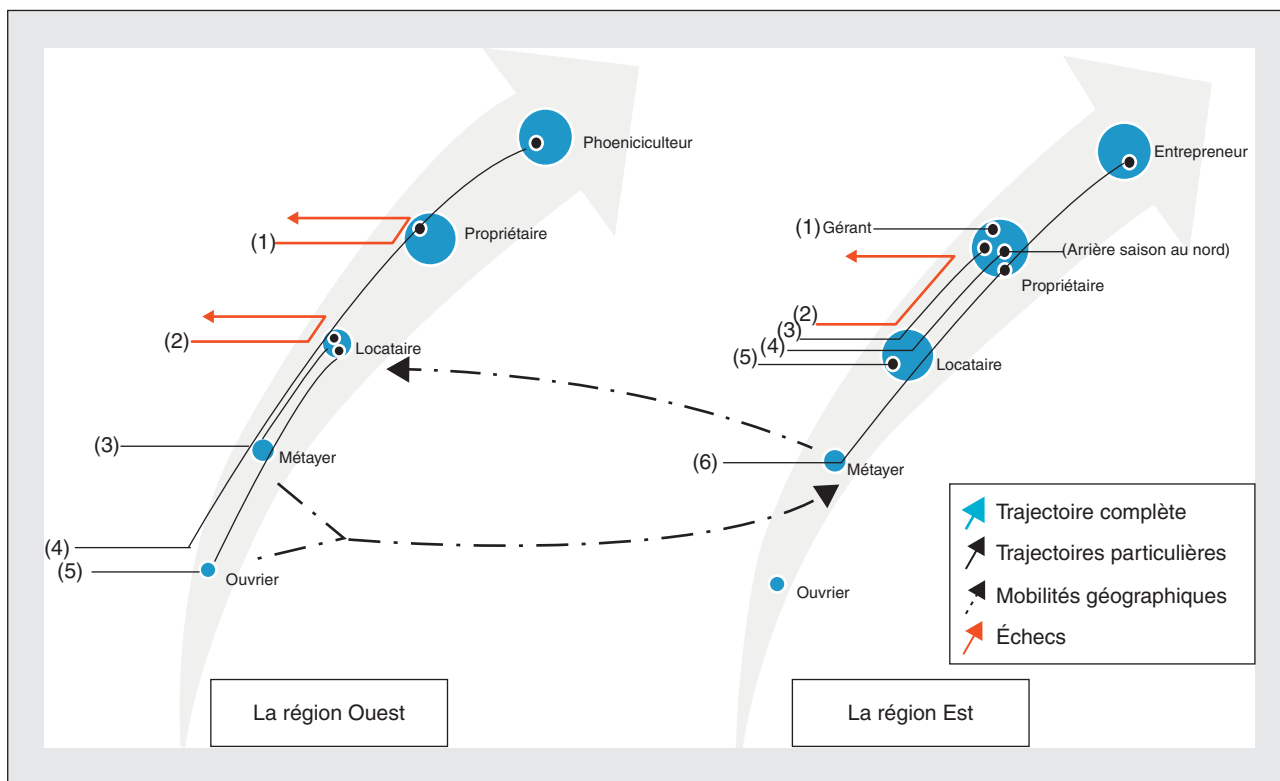 Phoeniciculteur
(1)
Propriétaire
(2)
Locataire
(3)
Métayer
(4)
(5)
Ouvrier
La région Ouest
Entrepreneur
(1) Gérant
(Arrière saison au nord)
Propriétaire
(2)
(3)
(4)
(5)
Locataire
(6)
Métayer
Ouvrier
La région Est
Trajectoire complète
Trajectoires particulières
Mobilités géographiques
Échecs